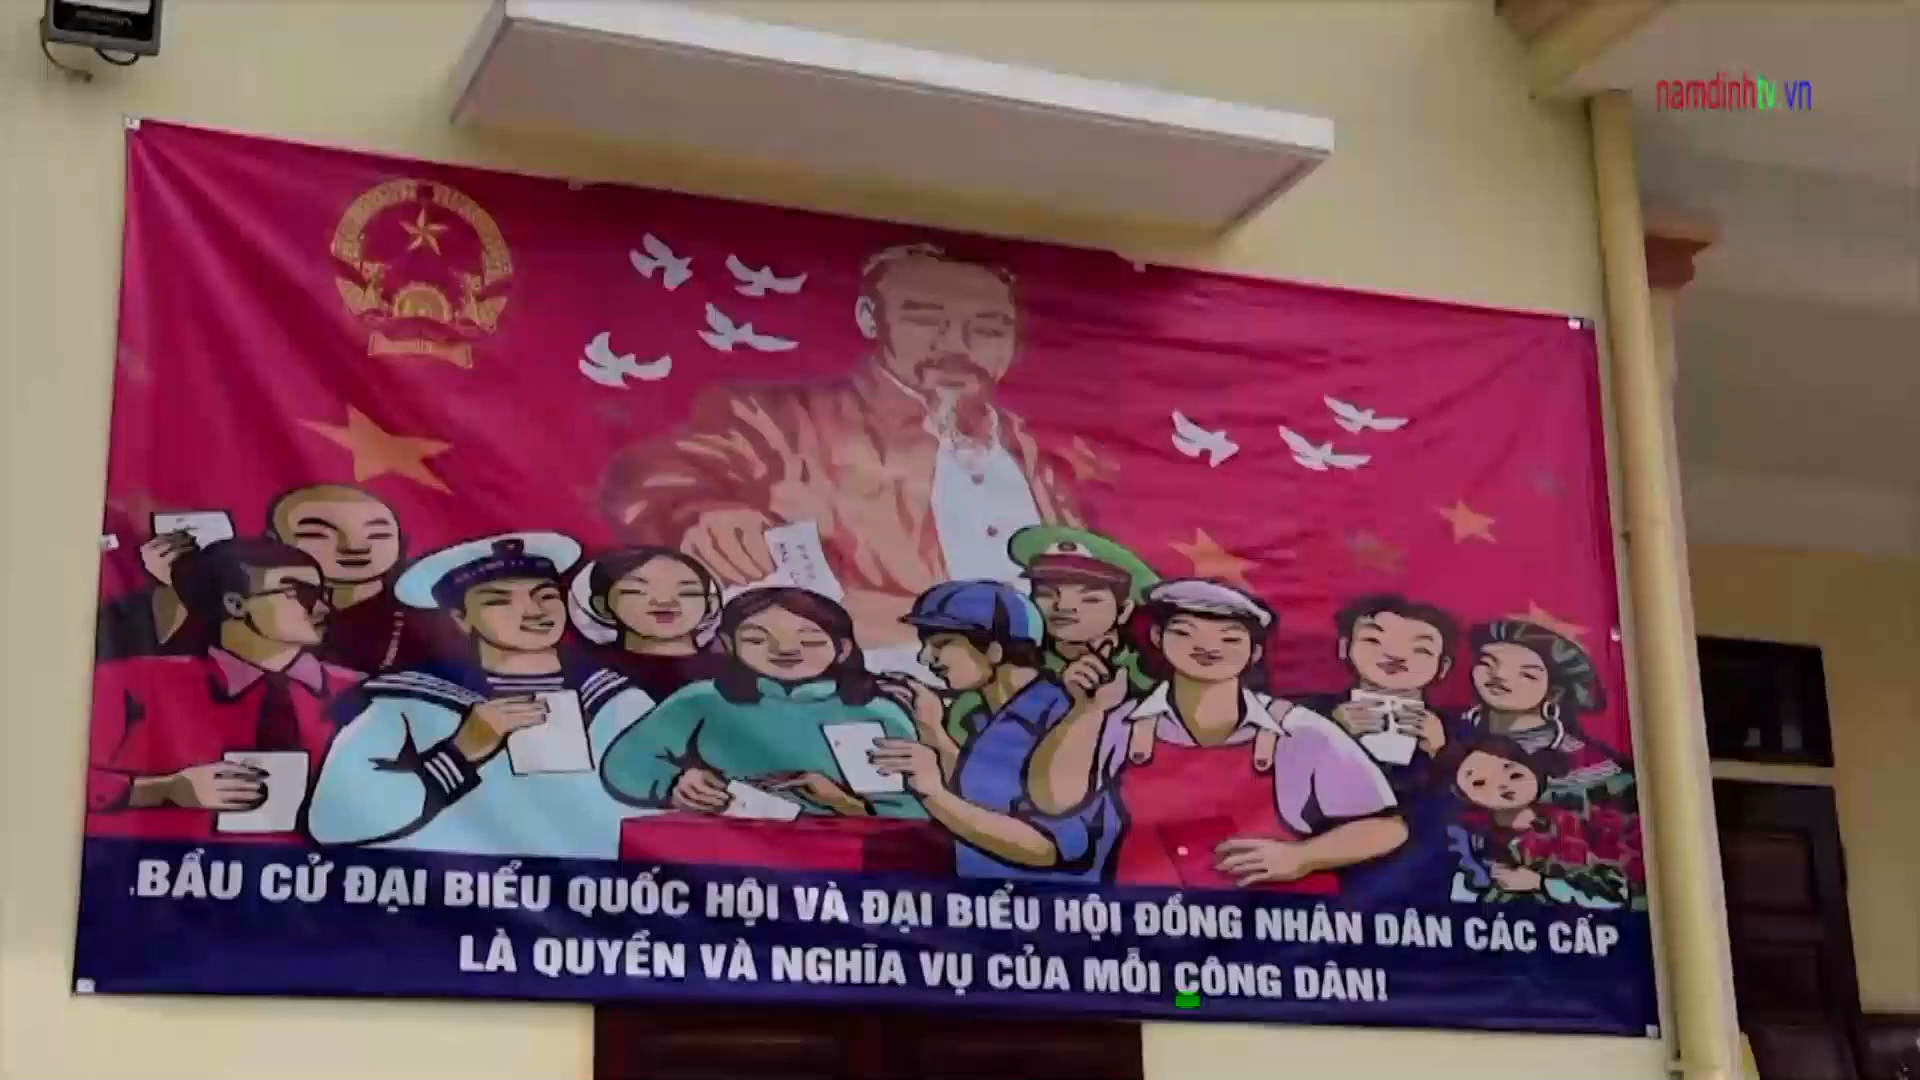 namdinhtv.vn
BẦU CỬ ĐẠI BIỂU QUỐC HỘI VÀ ĐẠI BIỂU HỘI ĐỒNG NHÂN DÂN CÁC CẤP
LÀ QUYỀN VÀ NGHĨA VỤ CỦA MỖI CÔNG DÂN!